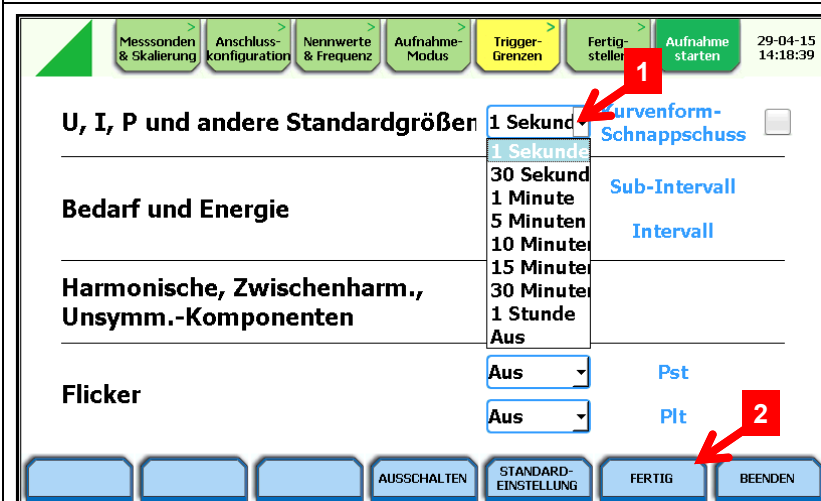 Messsonden
& Skalierung
Anschluss-
konfiguration
Nennwerte
& Frequenz
Aufnahme-
Modus
Trigger-
Grenzen
Fertig-
steller
Aufnahme
starten
29-04-15
14:18:39
1
U, I, P und andere Standardgrößen
1 Sekund
Kurvenform-
Schnappschuss
1 Sekunde
30 Sekund
1 Minute
5 Minuten
10 Minuten
15 Minuten
30 Minuten
1 Stunde
Aus
Bedarf und Energie
Sub-Intervall
Intervall
Harmonische, Zwischenharm.,
Unsymm.-Komponenten
Flicker
Aus
Pst
Aus
Plt
2
AUSSCHALTEN
STANDARD-
EINSTELLUNG
FERTIG
BEENDEN